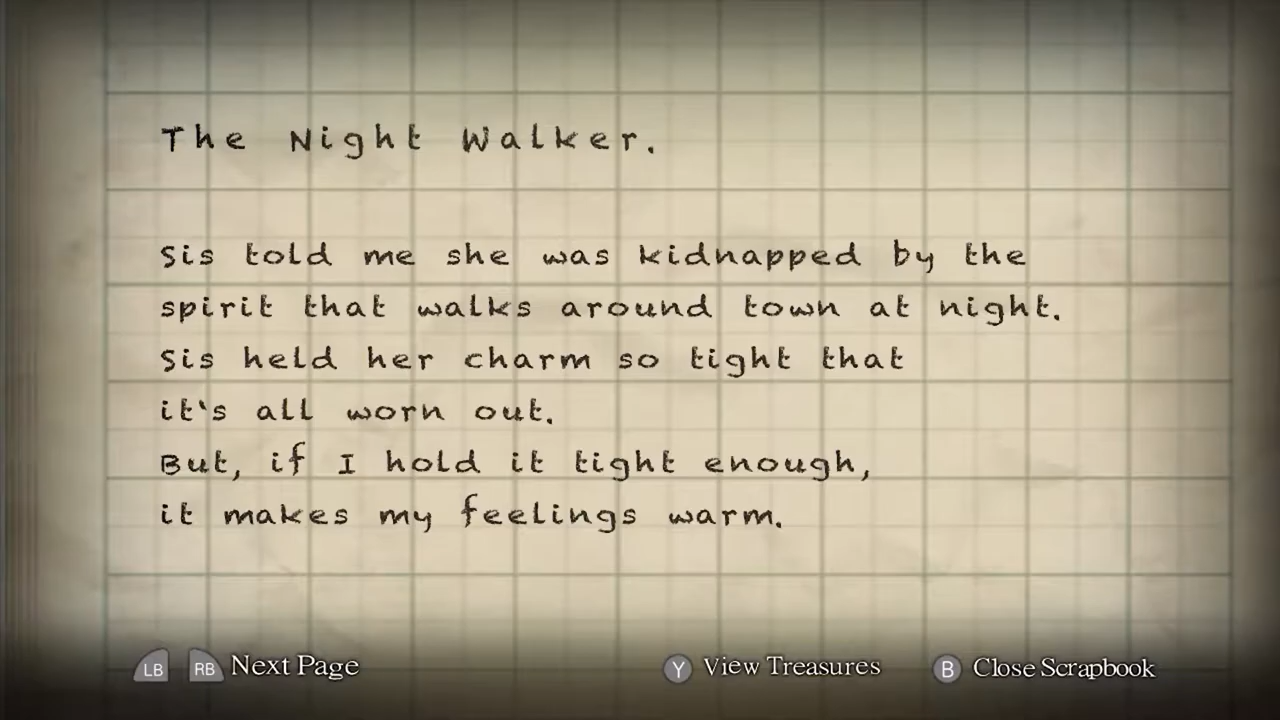 The Night Walker.
Sis told me she was kidnapped by the
spirit that walks around town at night.
Sis held her charm so tight that
it's all worn out.
But, if I hold it tight enough,
it makes my feelings warm.
LB RB Next Page Y View Treasures B Close Scrapbook